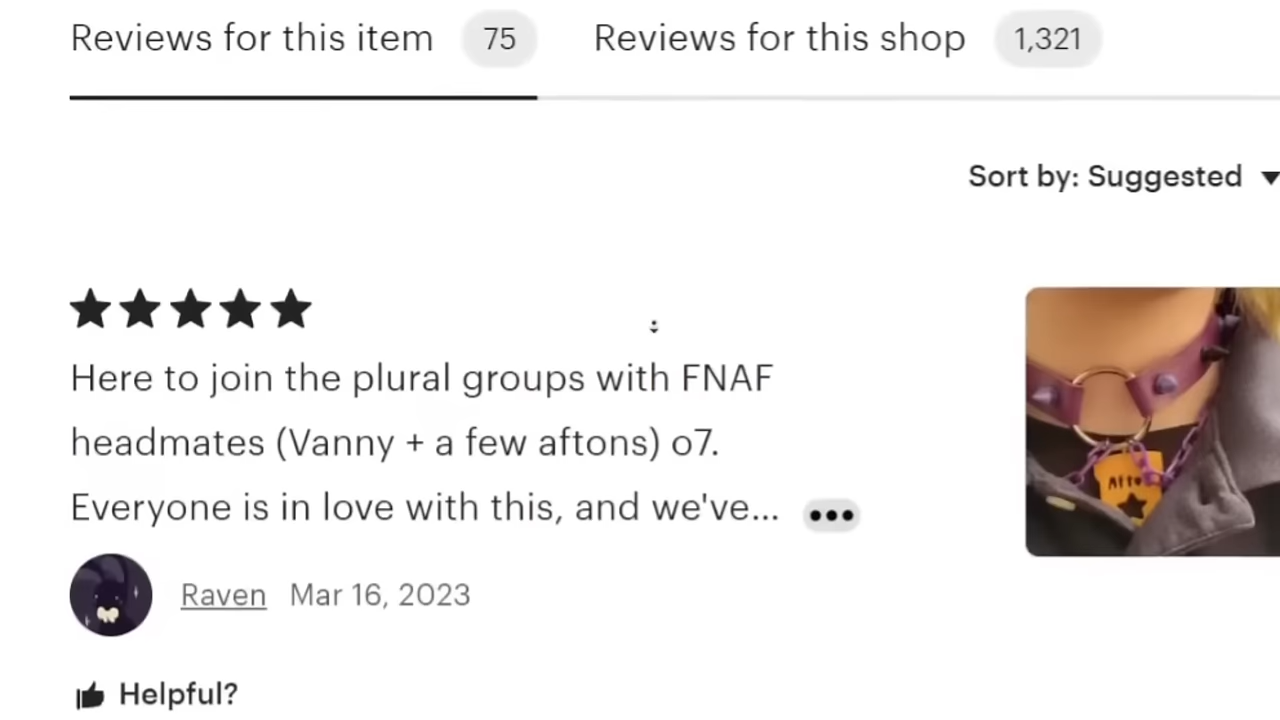 Reviews for this item 75 Reviews for this shop 1,321
Sort by: Suggested
Here to join the plural groups with FNAF
headmates (Vanny + a few aftons) o7.
Everyone is in love with this, and we've...
Raven Mar 16, 2023
Helpful?